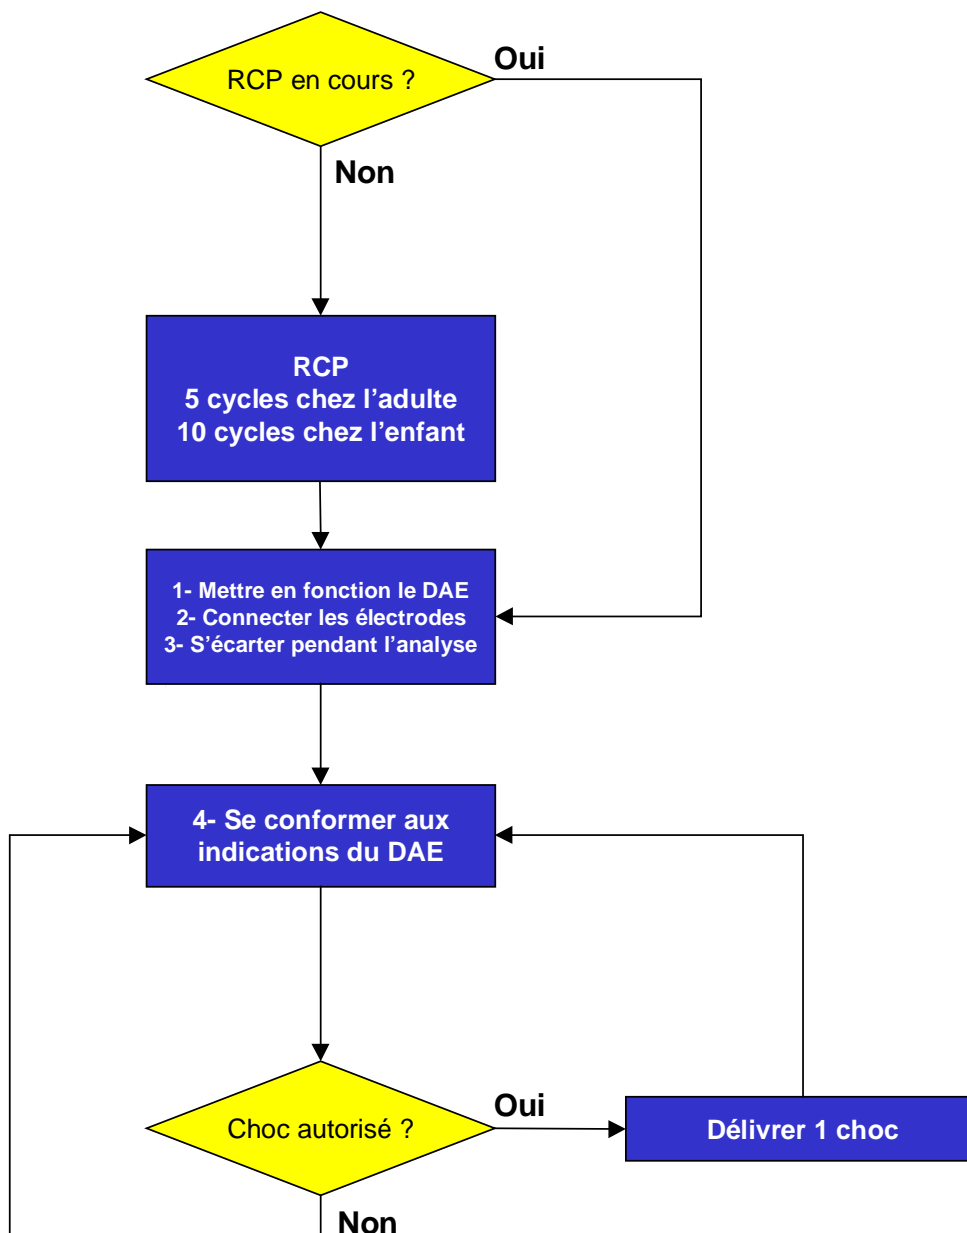 RCP en cours ?
Oui
Non
RCP
5 cycles chez l’adulte
10 cycles chez l’enfant
1- Mettre en fonction le DAE
2- Connecter les électrodes
3- S’écarter pendant l’analyse
4- Se conformer aux
indications du DAE
Choc autorisé ?
Oui
Délivrer 1 choc
Non